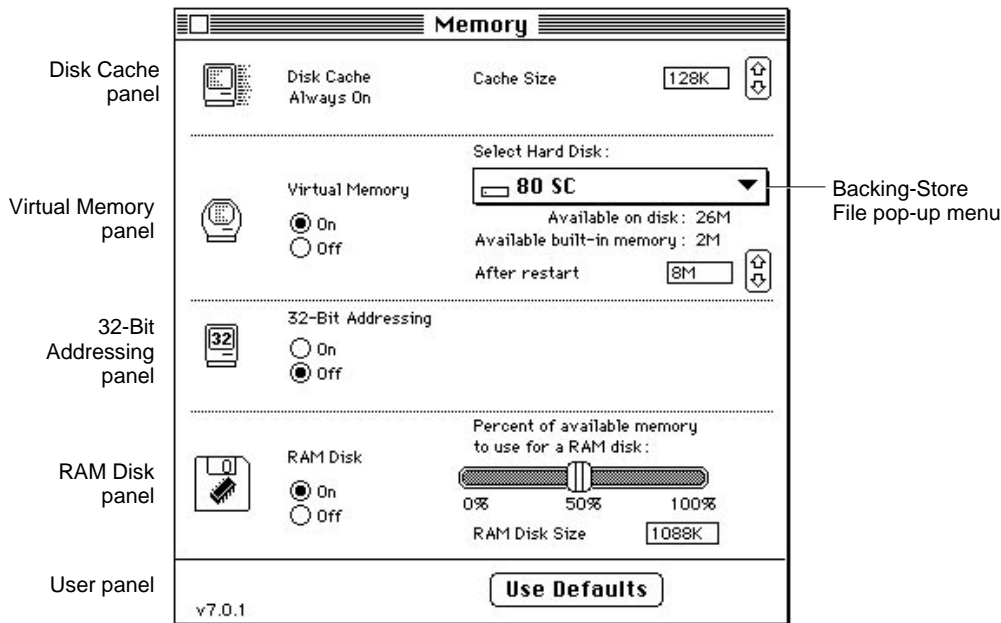 Memory
Disk Cache
panel
Disk Cache
Always On
Cache Size
128K
Virtual Memory
panel
Virtual Memory
On
Off
Select Hard Disk:
80 SC
Available on disk: 26M
Available built-in memory: 2M
After restart
8M
Backing-Store
File pop-up menu
32-Bit
Addressing
panel
32
32-Bit Addressing
On
Off
RAM Disk
panel
RAM Disk
On
Off
Percent of available memory
to use for a RAM disk:
0% 50% 100%
RAM Disk Size
1088K
User panel
v7.0.1
Use Defaults